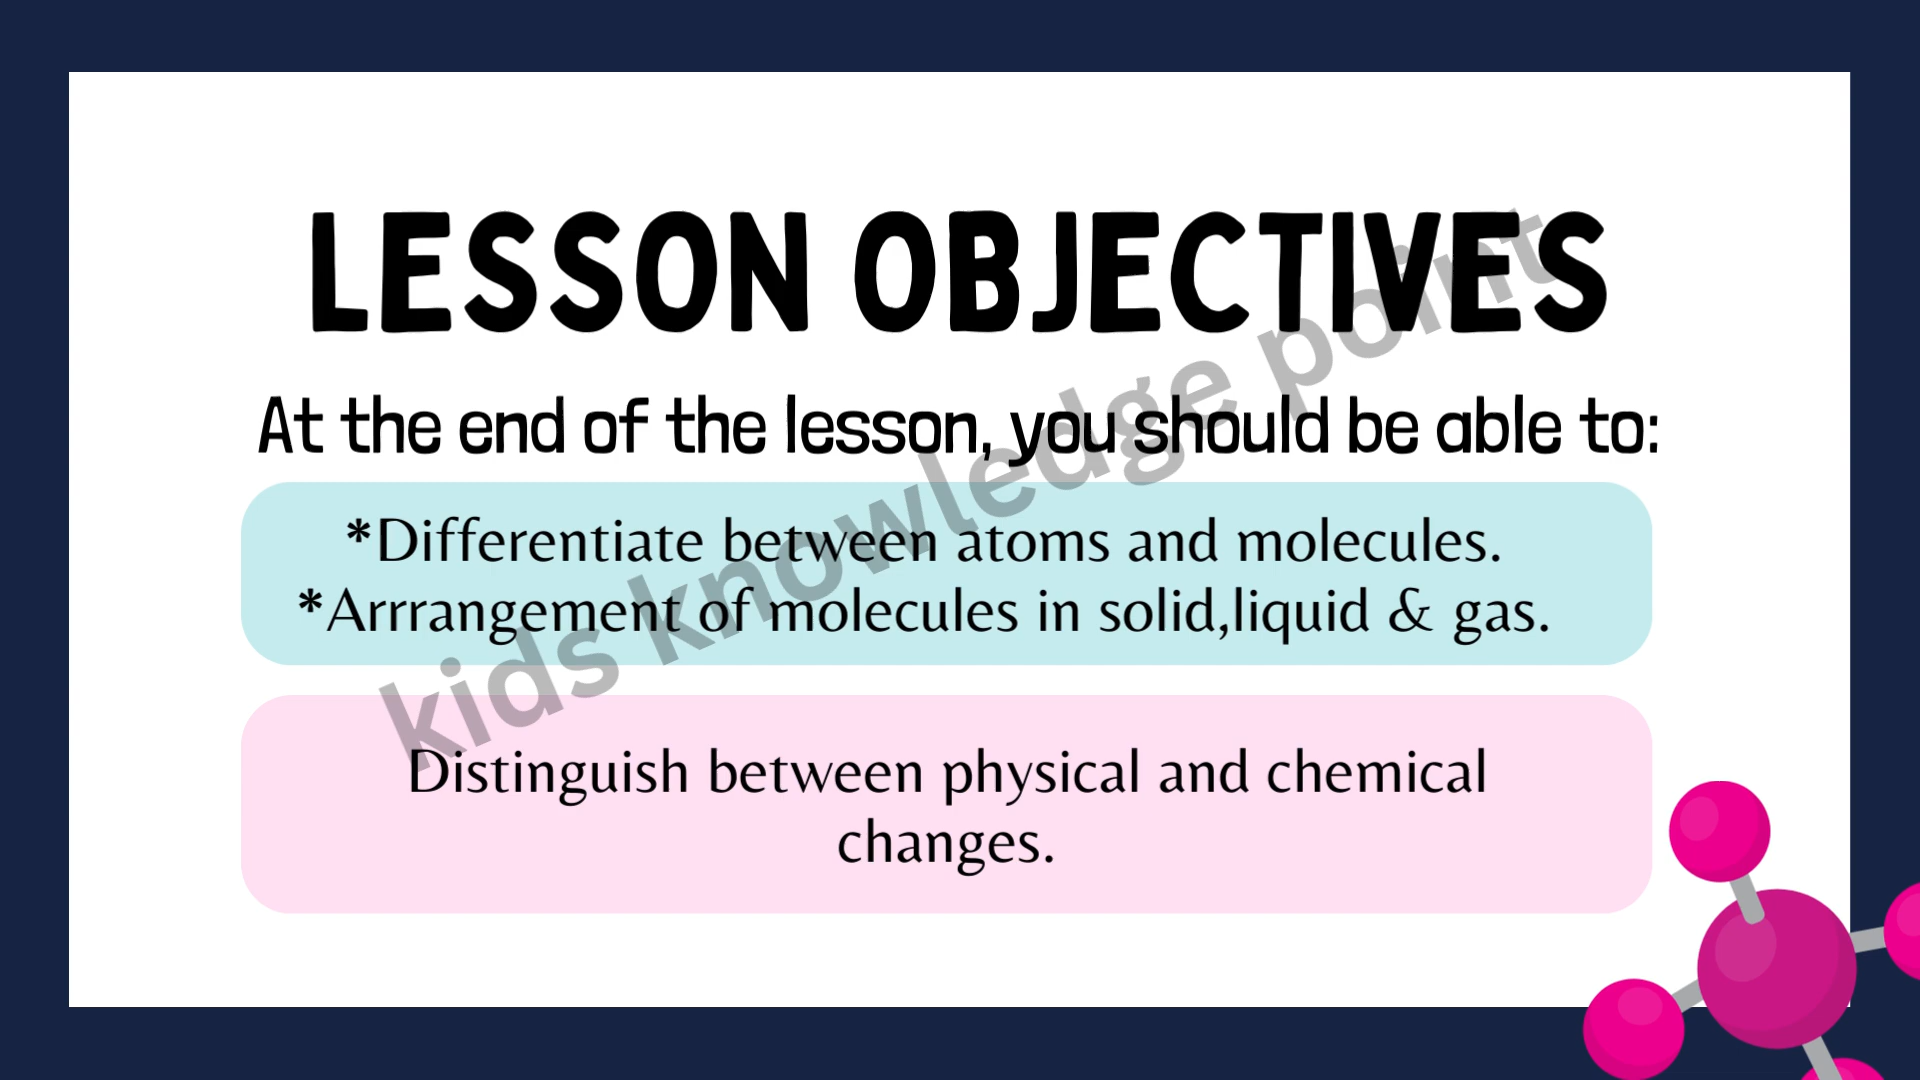 LESSON OBJECTIVES
At the end of the lesson, you should be able to:
*Differentiate between atoms and molecules.
*Arrrangement of molecules in solid,liquid & gas.
Distinguish between physical and chemical
changes.
kids knowledge point